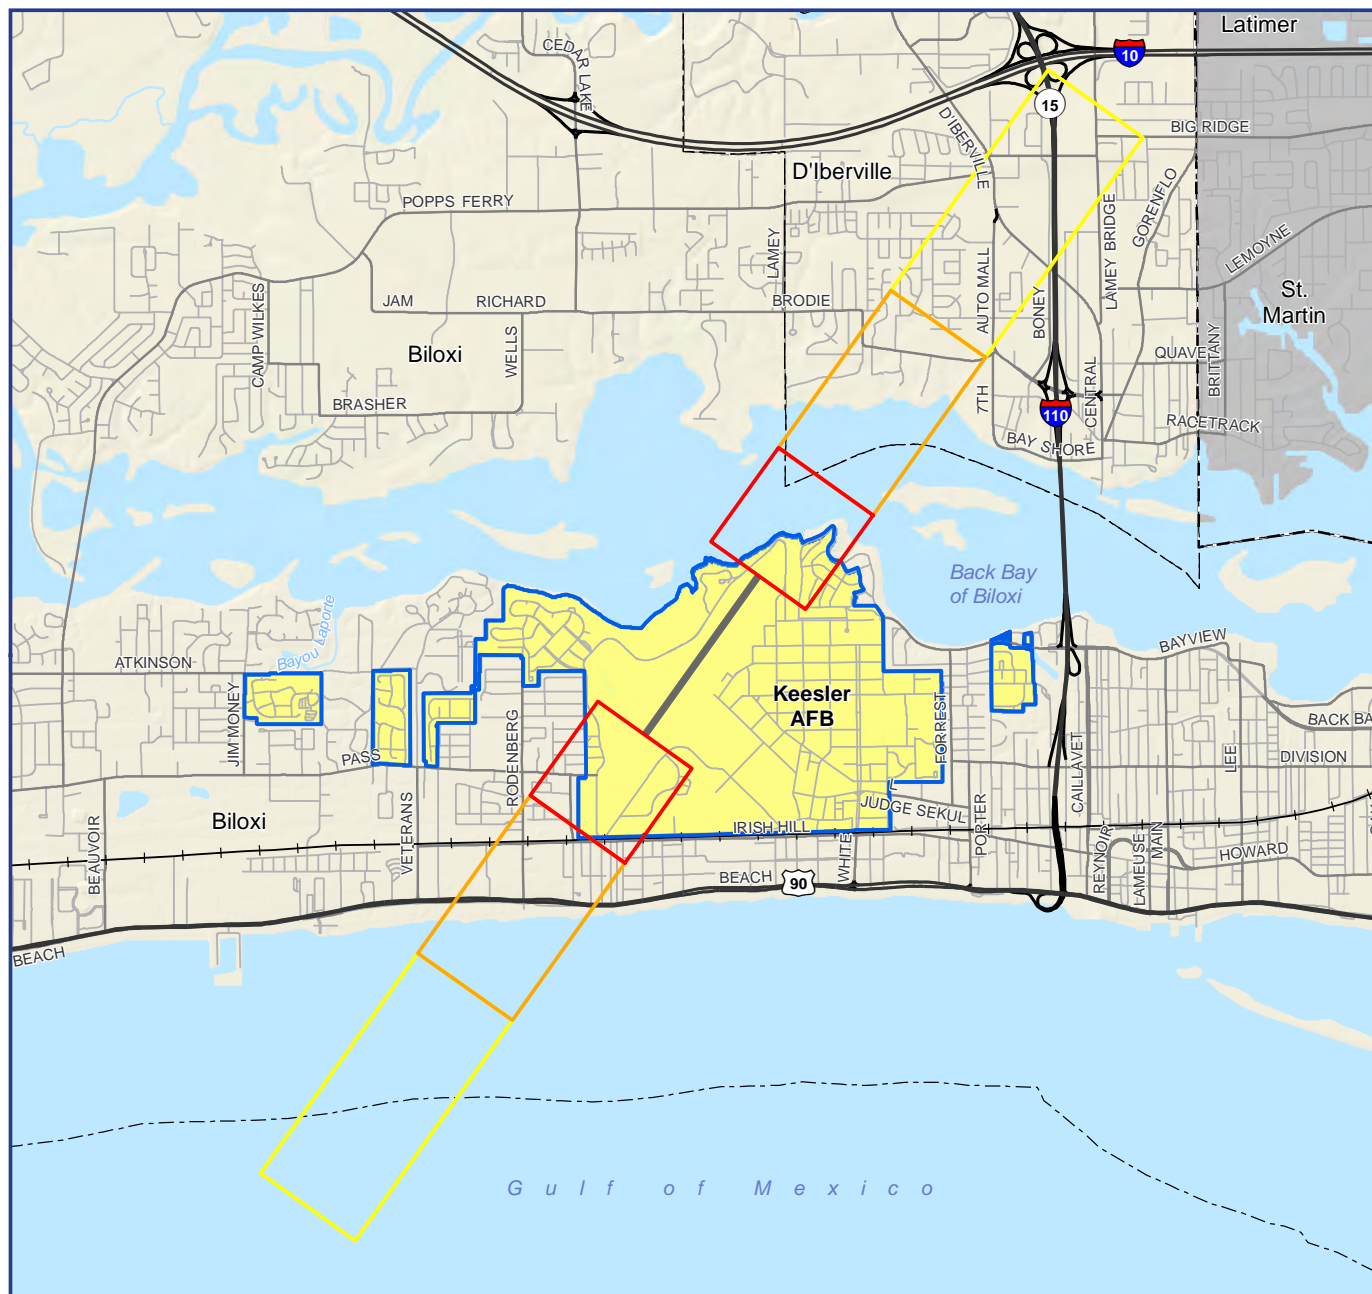 Latimer
CEDAR LAKE
10
15
D'IBERVILLE
BIG RIDGE
D'Iberville
POPPS FERRY
LAMEY BRIDGE
GORENFLO
LEMOYNE
LAMEY
CAMP WILKES
JAM
RICHARD
BRODIE
AUTO MALL
BONEY
St.
Martin
WELLS
Biloxi
QUAVE
BRITTANY
BRASHER
7TH
110
CENTRAL
RACETRACK
BAY SHORE
Back Bay
of Biloxi
Bayou Laporte
ATKINSON
BAYVIEW
JIM MONEY
Keesler
AFB
FORREST
RODENBERG
BACK BA
PASS
CAILLAVET
LEE
DIVISION
VETERANS
L
JUDGE SEKUL
PORTER
Biloxi
IRISH HILL
BEAUVOIR
WHITE
REYNOIR
LAMEUSE
MAIN
HOWARD
BEACH
90
BEACH
Gulf of Mexico